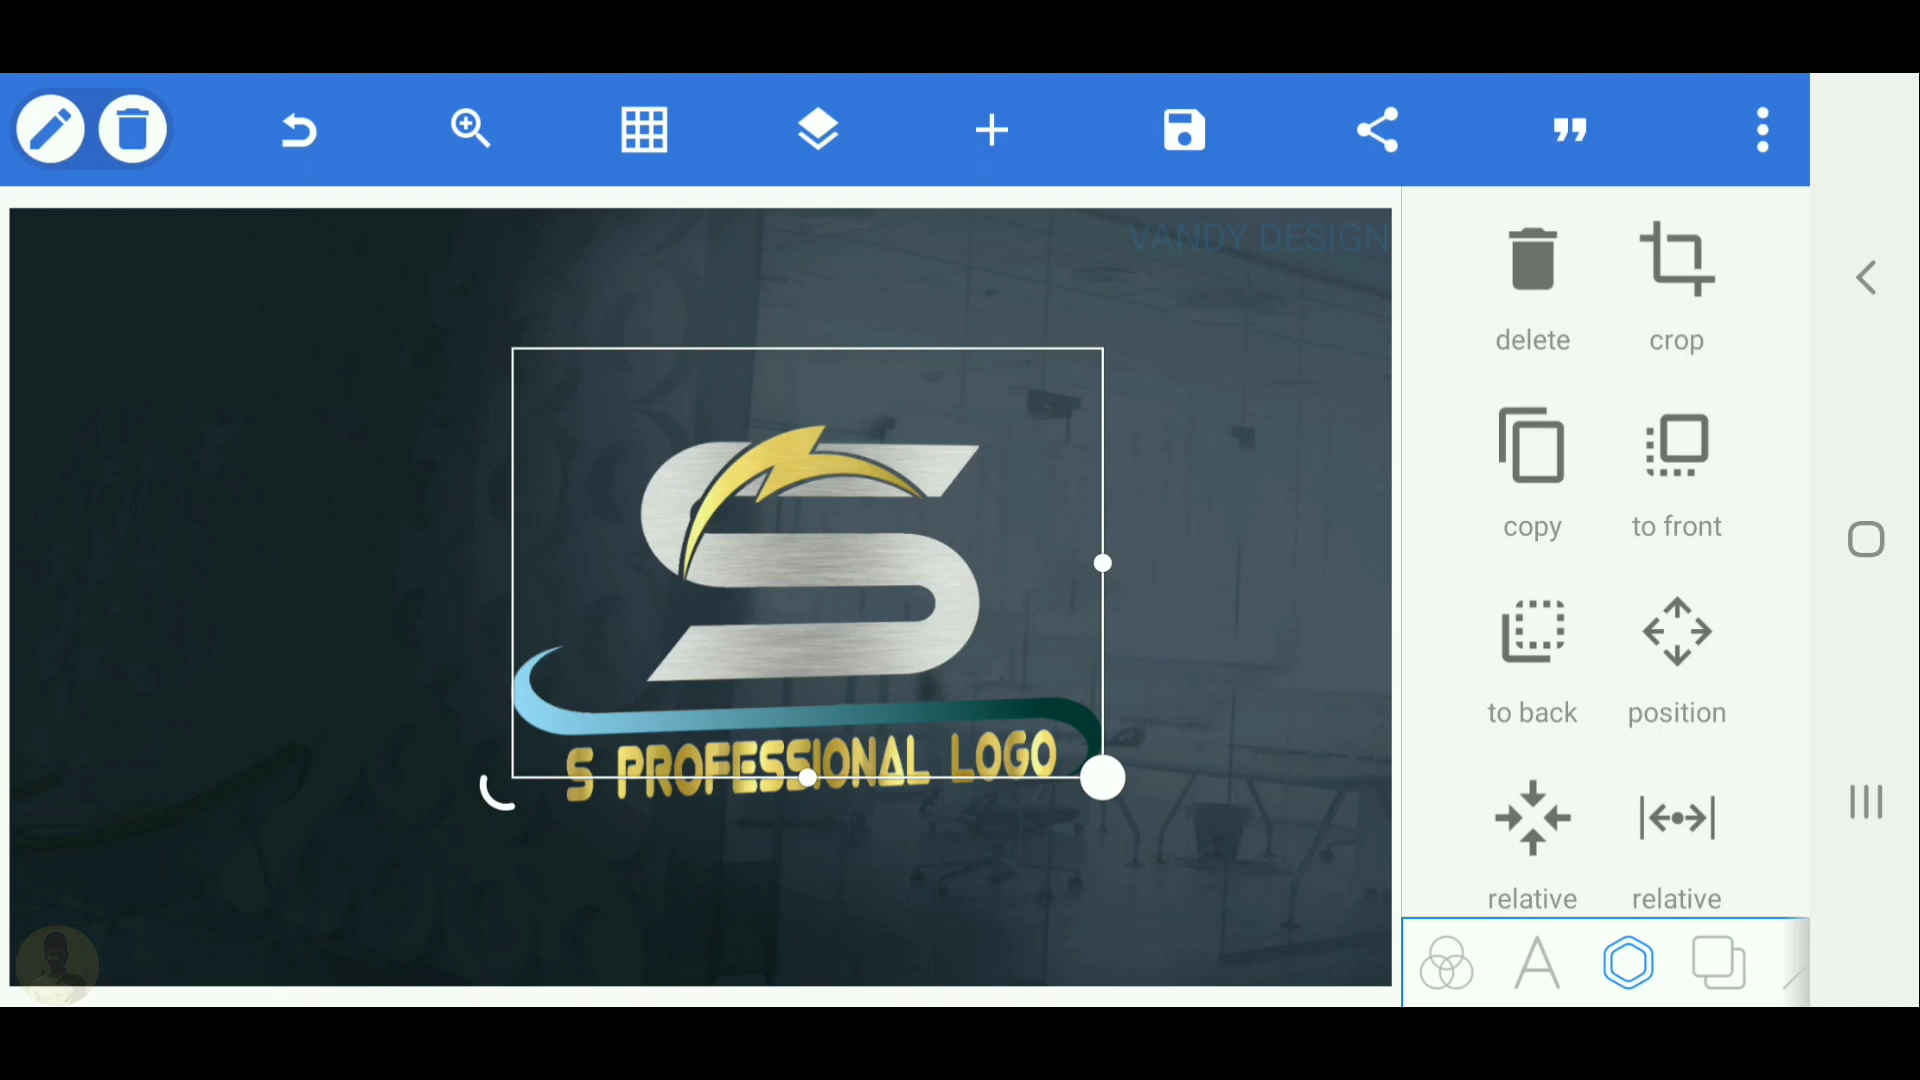 VANDY DESIGN
S PROFESSIONAL LOGO
delete
crop
copy
to front
to back
position
relative
relative